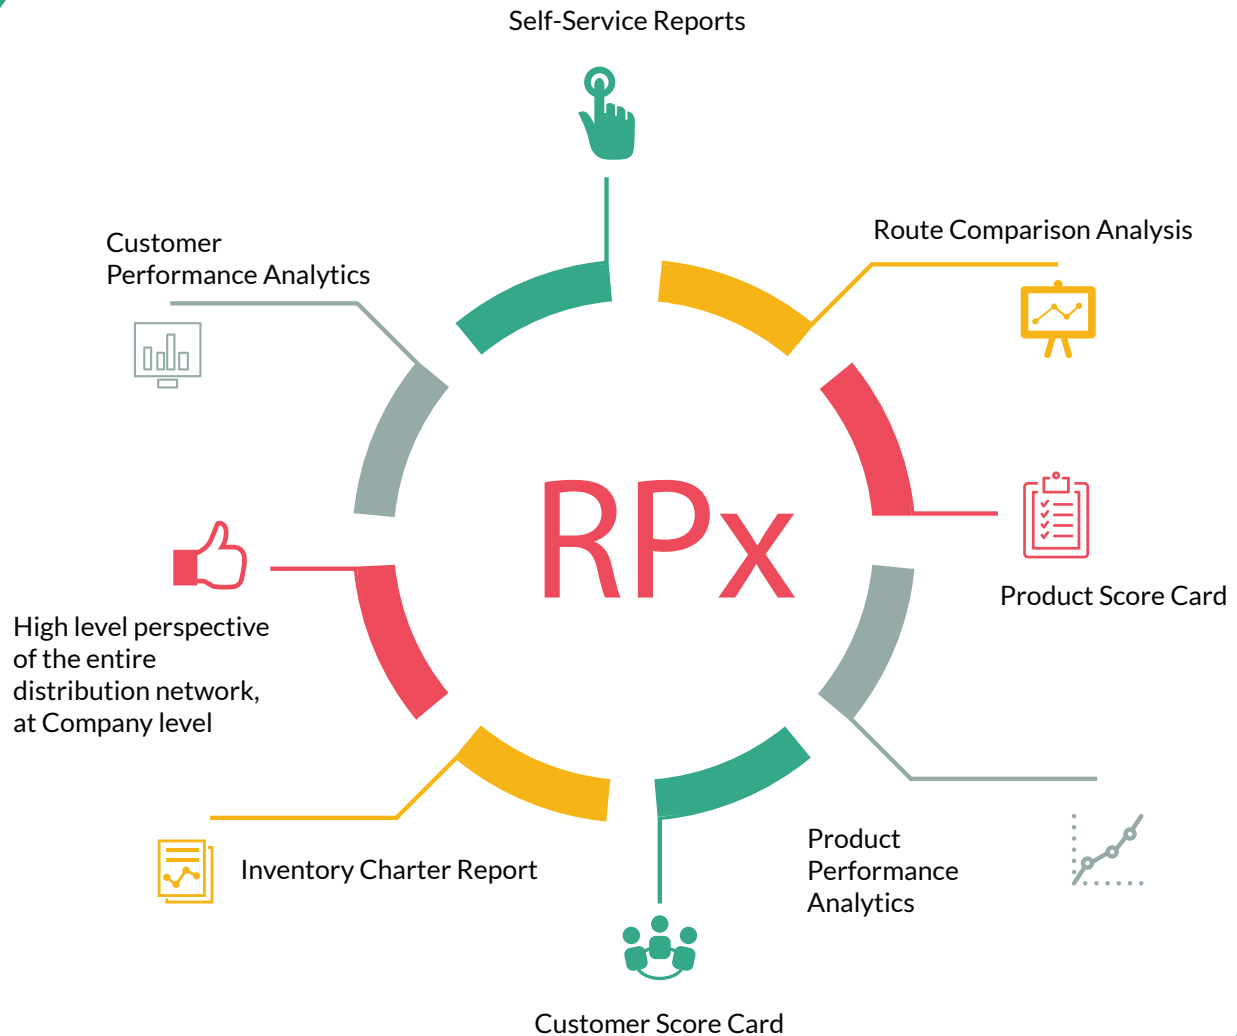 Self-Service Reports
Route Comparison Analysis
Customer
Performance Analytics
RPx
Product Score Card
High level perspective
of the entire
distribution network,
at Company level
Product
Performance
Analytics
Inventory Charter Report
Customer Score Card